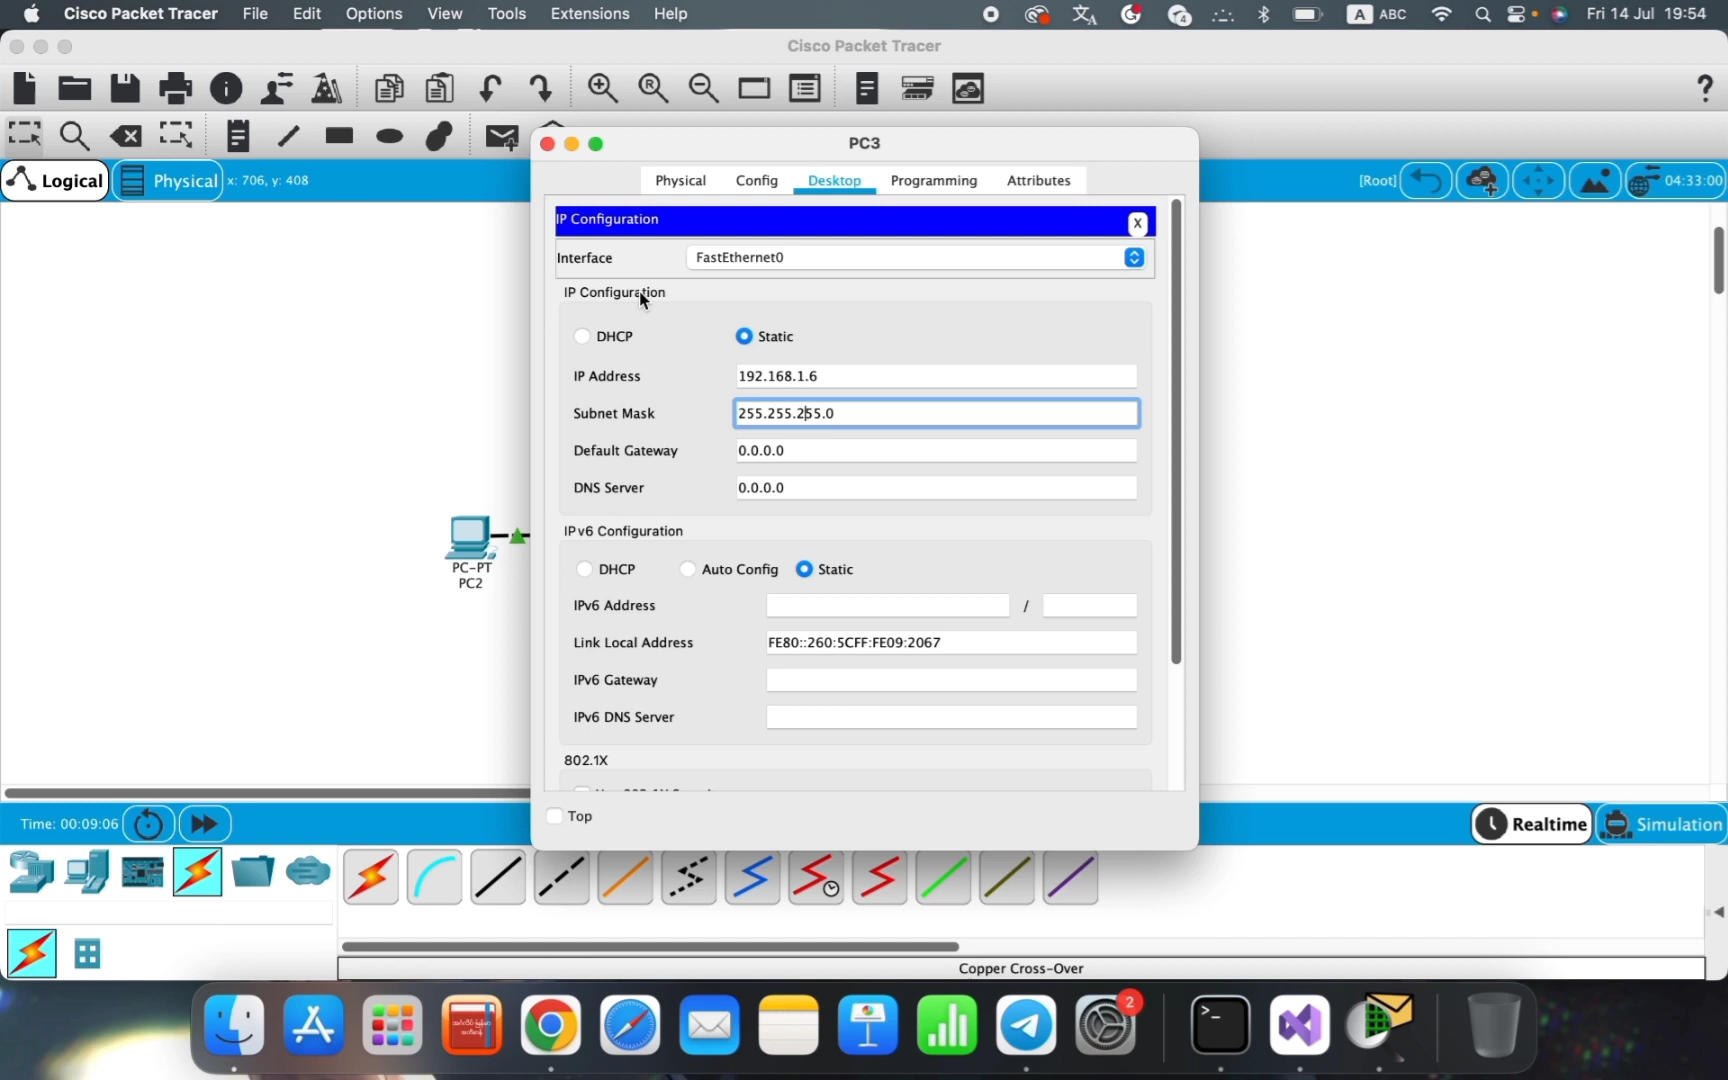 Cisco Packet Tracer File Edit Options View Tools Extensions Help 4 A ABC Fri 14 Jul 19:54
Cisco Packet Tracer
R ?
PC3
Logical Physical x: 706, y: 408 [Root] 04:33:00
Physical Config Desktop Programming Attributes
IP Configuration X
Interface FastEthernet0
IP Configuration
DHCP Static
IP Address 192.168.1.6
Subnet Mask 255.255.255.0
Default Gateway 0.0.0.0
DNS Server 0.0.0.0
IPv6 Configuration
DHCP Auto Config Static
IPv6 Address /
Link Local Address FE80::260:5CFF:FE09:2067
IPv6 Gateway
IPv6 DNS Server
802.1X
Top
PC-PT
PC2
Time: 00:09:06 Realtime Simulation
Copper Cross-Over
2